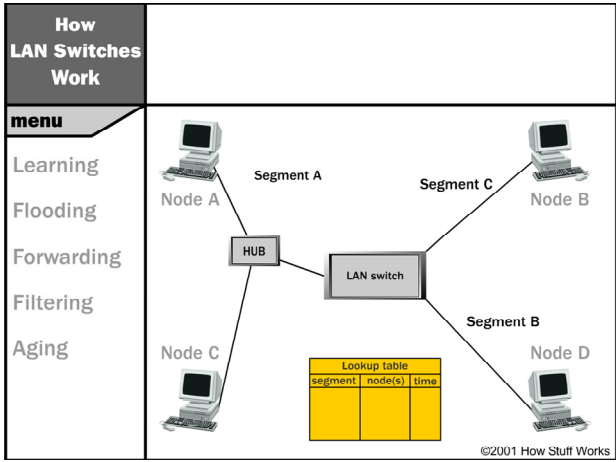 How
LAN Switches
Work
menu
Learning
Flooding
Forwarding
Filtering
Aging
Node A
Segment A
Segment C
Node B
HUB
LAN switch
Segment B
Node C
Node D
Lookup table
segment node(s) time
©2001 How Stuff Works